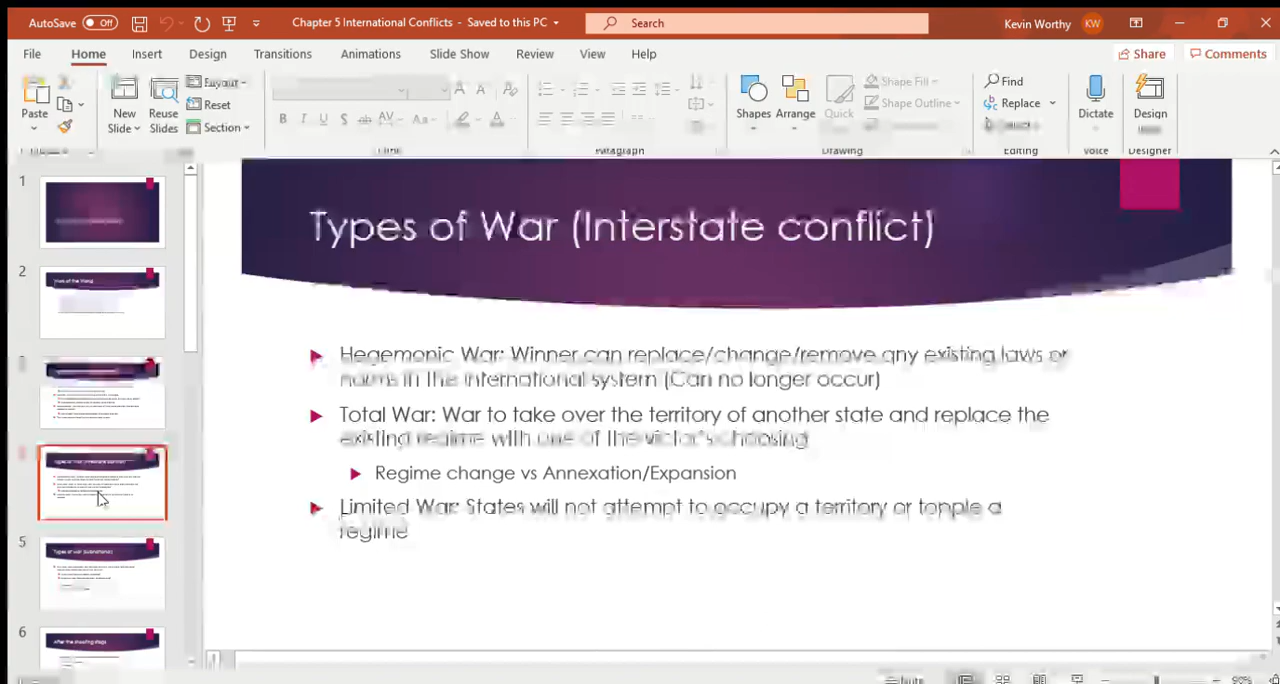 AutoSave Off Chapter 5 International Conflicts - Saved to this PC Search Kevin Worthy KW
File Home Insert Design Transitions Animations Slide Show Review View Help Share Comments
Paste New Slide Reuse Slides Layout Reset Section Shapes Arrange Quick Shape Fill Shape Outline Find Replace Dictate Design
Paragraph Drawing Editing Voice Designer
1
2
5
6
Types of War (Interstate conflict)
Hegemonic War: Winner can replace/change/remove any existing laws or
norms in the international system (Can no longer occur)
Total War: War to take over the territory of another state and replace the
existing regime with one of the victor's choosing
Regime change vs Annexation/Expansion
Limited War: States will not attempt to occupy a territory or topple a
regime
After the shooting stops
90%